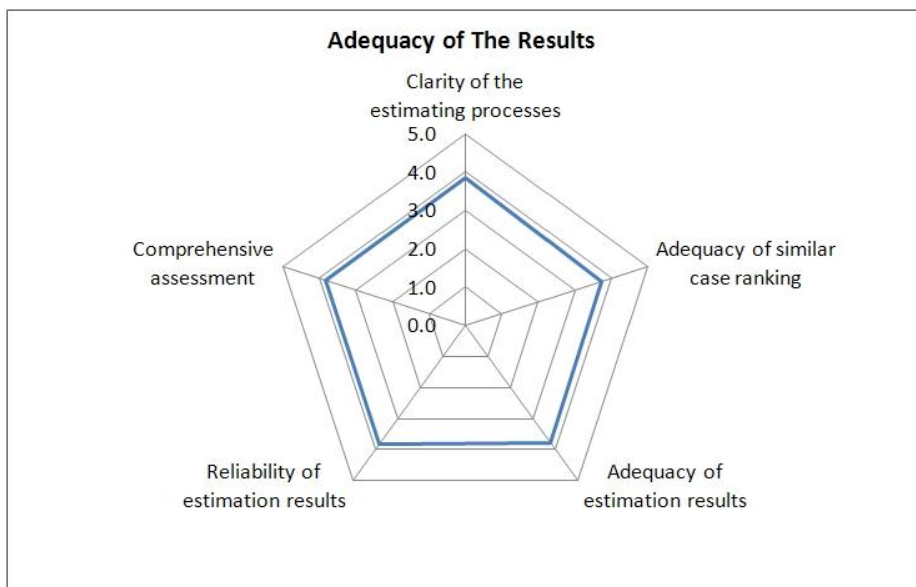 Adequacy of The Results
Clarity of the
estimating processes
5.0
4.0
3.0
2.0
1.0
0.0
Adequacy of similar
case ranking
Adequacy of
estimation results
Reliability of
estimation results
Comprehensive
assessment